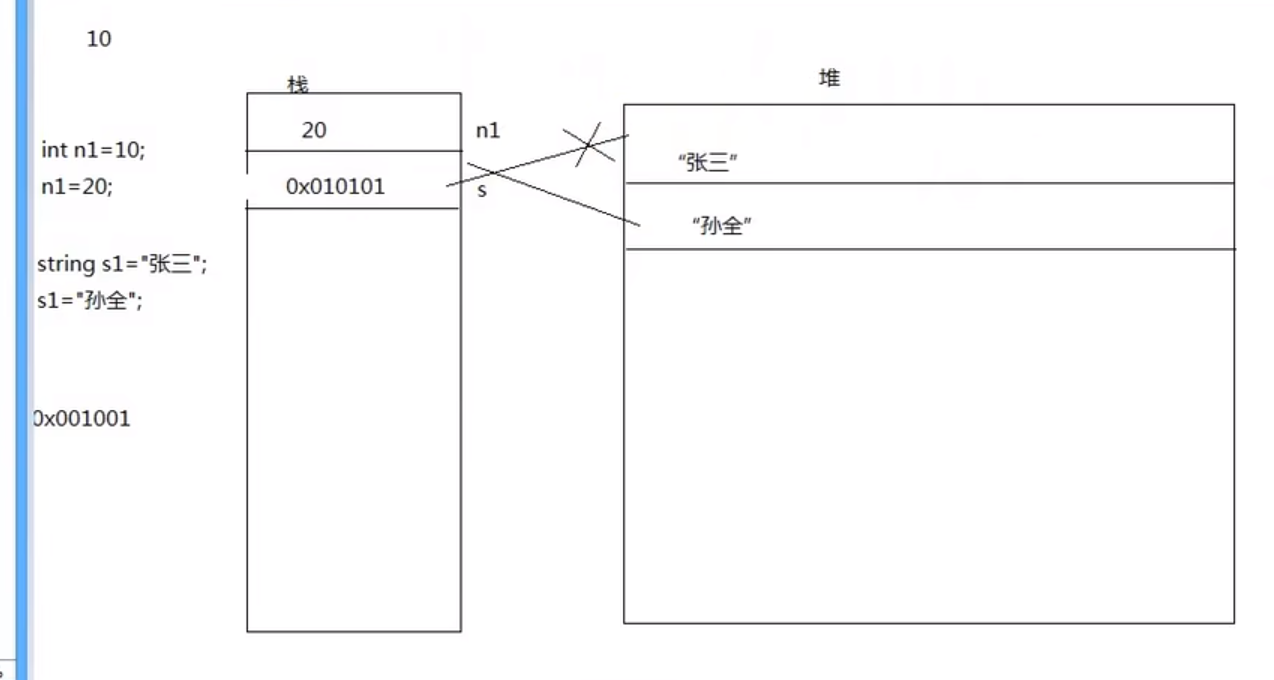 10
栈
堆
20
n1
int n1=10;
"张三"
n1=20;
0x010101
s
"孙全"
string s1="张三";
s1="孙全";
0x001001